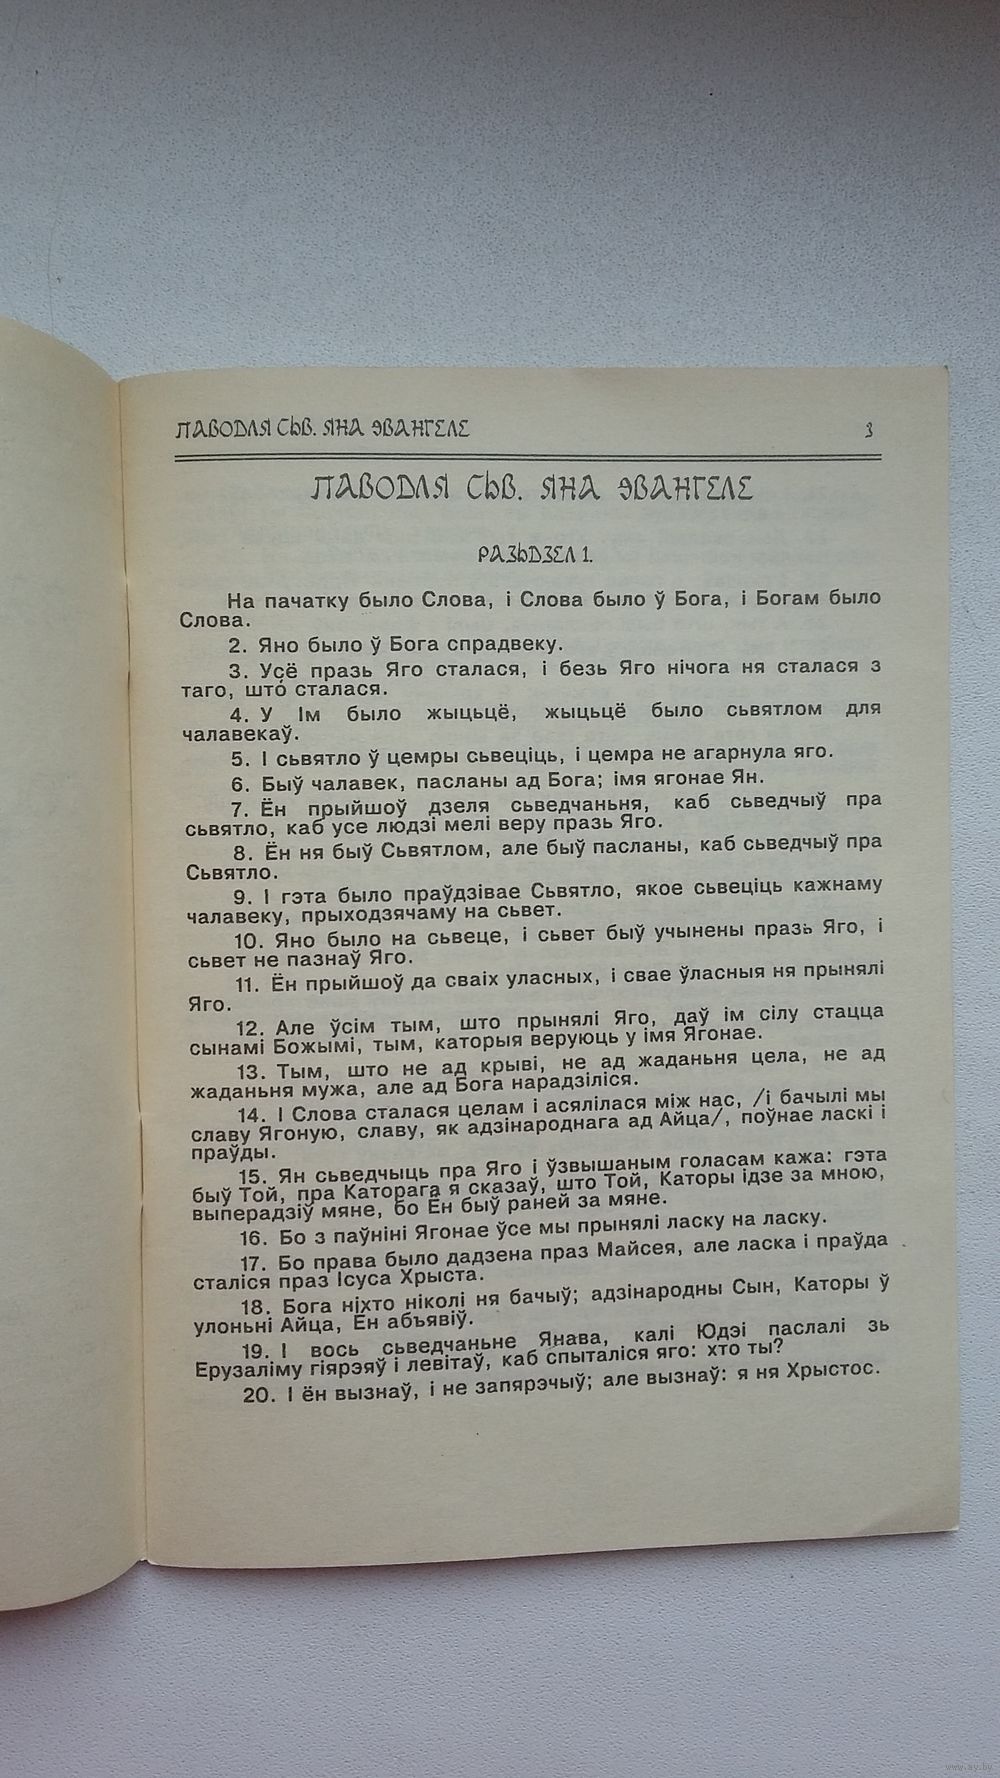 ПАВОДЛЯ СЬВ. ЯНА ЭВАНГЕЛЕ 3
ПАВОДЛЯ СЬВ. ЯНА ЭВАНГЕЛЕ
РАЗЬДЗЕЛ 1.
На пачатку было Слова, і Слова было ў Бога, і Богам было
Слова.
2. Яно было ў Бога спрадвеку.
3. Усё празь Яго сталася, і безь Яго нічога ня сталася з
таго, што́ сталася.
4. У Ім было жыцьцё, жыцьцё было сьвятлом для
чалавекаў.
5. І сьвятло ў цемры сьвеціць, і цемра не агарнула яго.
6. Быў чалавек, пасланы ад Бога; імя ягонае Ян.
7. Ён прыйшоў дзеля сьведчаньня, каб сьведчыў пра
сьвятло, каб усе людзі мелі веру празь Яго.
8. Ён ня быў Сьвятлом, але быў пасланы, каб сьведчыў пра
Сьвятло.
9. І гэта было праўдзівае Сьвятло, якое сьвеціць кажнаму
чалавеку, прыходзячаму на сьвет.
10. Яно было на сьвеце, і сьвет быў учынены празь Яго, і
сьвет не пазнаў Яго.
11. Ён прыйшоў да сваіх уласных, і свае ўласныя ня прынялі
Яго.
12. Але ўсім тым, што прынялі Яго, даў ім сілу стацца
сынамі Божымі, тым, каторыя веруюць у імя Ягонае.
13. Тым, што не ад крыві, не ад жаданьня цела, не ад
жаданьня мужа, але ад Бога нарадзіліся.
14. І Слова сталася целам і асялілася між нас, /і бачылі мы
славу Ягоную, славу, як адзінароднага ад Айца/, поўнае ласкі і
праўды.
15. Ян сьведчыць пра Яго і ўзвышаным голасам кажа: гэта
быў Той, пра Каторага я сказаў, што Той, Каторы ідзе за мною,
выперадзіў мяне, бо Ён быў раней за мяне.
16. Бо з паўніні Ягонае ўсе мы прынялі ласку на ласку.
17. Бо права было дадзена праз Майсея, але ласка і праўда
сталіся праз Ісуса Хрыста.
18. Бога ніхто ніколі ня бачыў; адзінародны Сын, Каторы ў
улоньні Айца, Ён абъявіў.
19. І вось сьведчаньне Янава, калі Юдэі паслалі зь
Ерузаліму гіярэяў і левітаў, каб спыталіся яго: хто ты?
20. І ён вызнаў, і не запярэчыў; але вызнаў: я ня Хрыстос.
www.ay.by